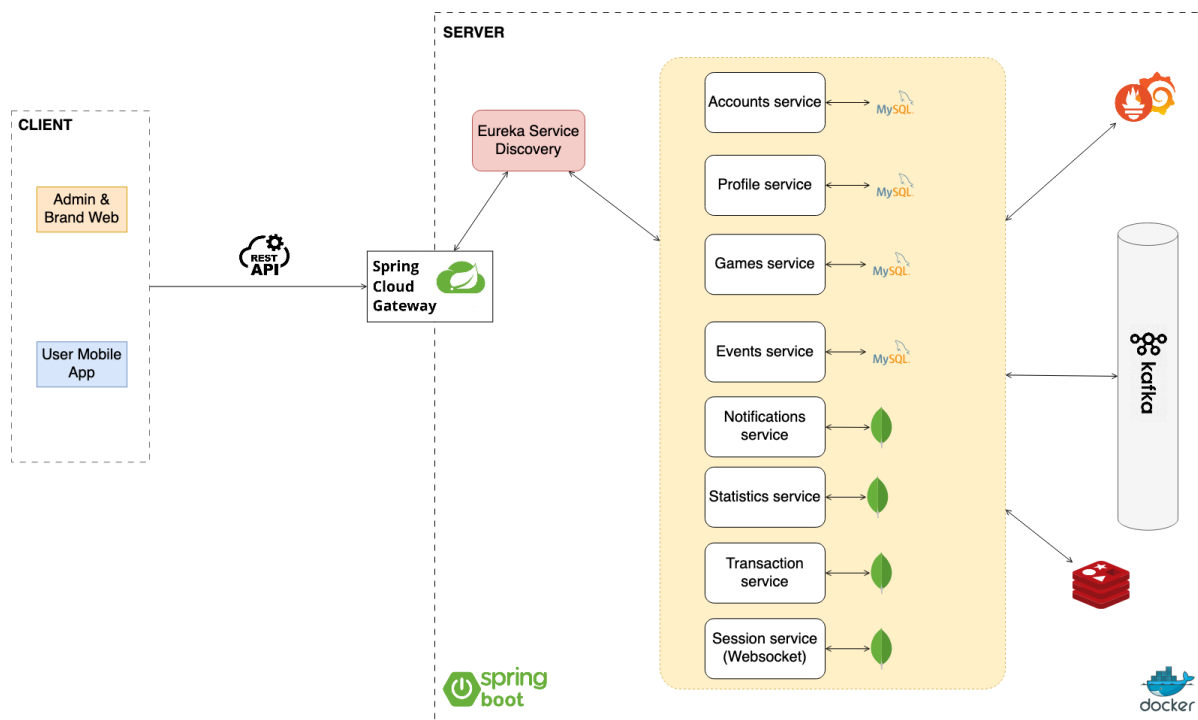 SERVER
CLIENT
Admin &
Brand Web
User Mobile
App
REST
API
Spring
Cloud
Gateway
Eureka Service
Discovery
Accounts service
MySQL
Profile service
MySQL
Games service
MySQL
Events service
MySQL
Notifications
service
Statistics service
Transaction
service
Session service
(Websocket)
kafka
spring
boot
docker